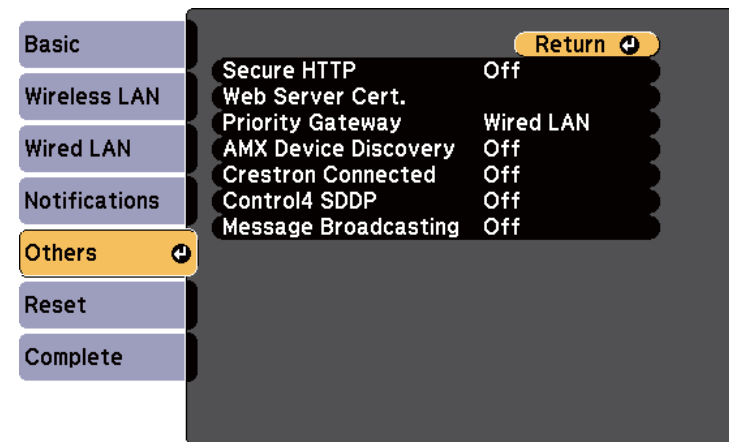 Basic
Wireless LAN
Wired LAN
Notifications
Others
Reset
Complete
Return
Secure HTTP Off
Web Server Cert.
Priority Gateway Wired LAN
AMX Device Discovery Off
Crestron Connected Off
Control4 SDDP Off
Message Broadcasting Off